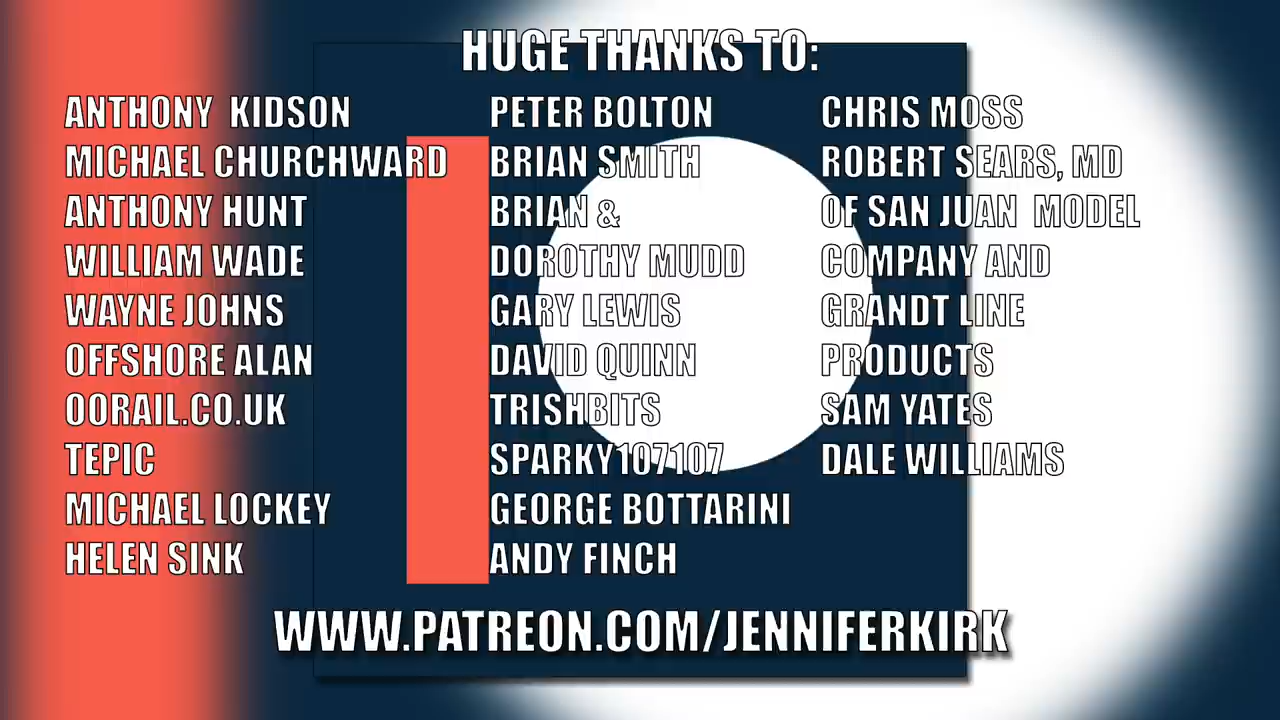 HUGE THANKS TO:
ANTHONY KIDSON
MICHAEL CHURCHWARD
ANTHONY HUNT
WILLIAM WADE
WAYNE JOHNS
OFFSHORE ALAN
OORAIL.CO.UK
TEPIC
MICHAEL LOCKEY
HELEN SINK
PETER BOLTON
BRIAN SMITH
BRIAN &
DOROTHY MUDD
GARY LEWIS
DAVID QUINN
TRISHBITS
SPARKY107107
GEORGE BOTTARINI
ANDY FINCH
CHRIS MOSS
ROBERT SEARS, MD
OF SAN JUAN MODEL
COMPANY AND
GRANDT LINE
PRODUCTS
SAM YATES
DALE WILLIAMS
WWW.PATREON.COM/JENNIFERKIRK